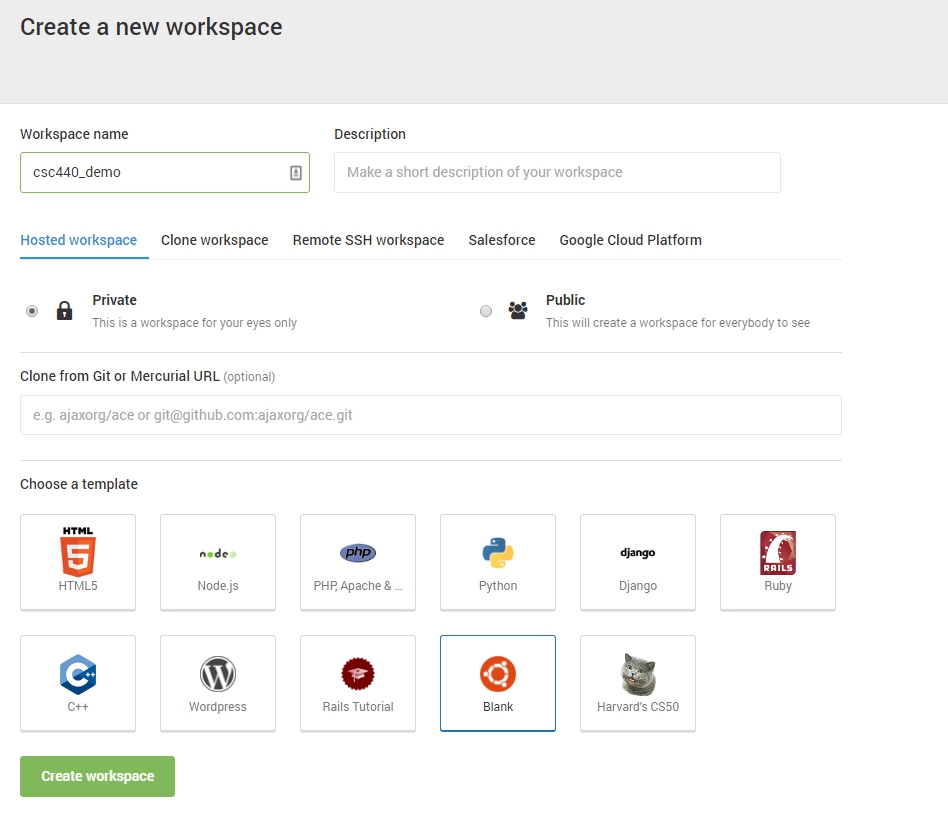 Create a new workspace
Workspace name
Description
csc440_demo
Make a short description of your workspace
Hosted workspace
Clone workspace
Remote SSH workspace
Salesforce
Google Cloud Platform
Private
This is a workspace for your eyes only
Public
This will create a workspace for everybody to see
Clone from Git or Mercurial URL (optional)
e.g. ajaxorg/ace or git@github.com:ajaxorg/ace.git
Choose a template
HTML
5
HTML5
node
Node.js
php
PHP, Apache & ...
Python
django
Django
RAILS
Ruby
C++
C++
W
Wordpress
Rails Tutorial
Blank
Harvard's CS50
Create workspace